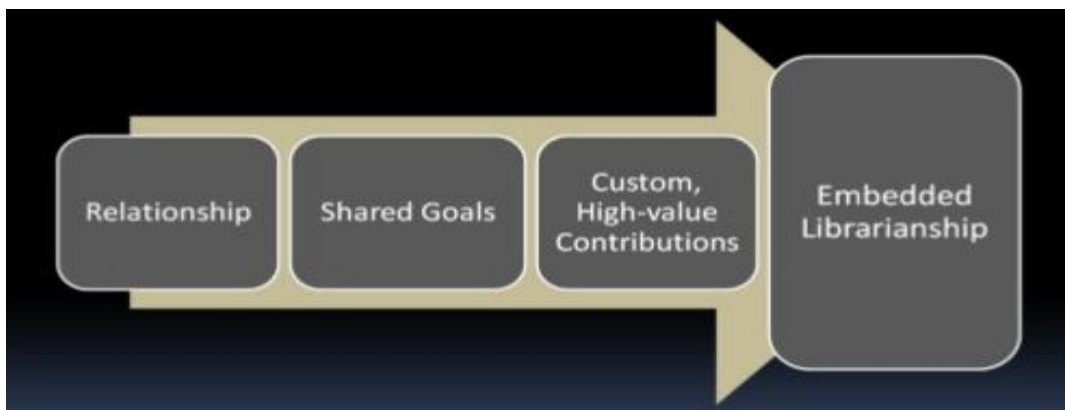 Relationship
Shared Goals
Custom,
High-value
Contributions
Embedded
Librarianship